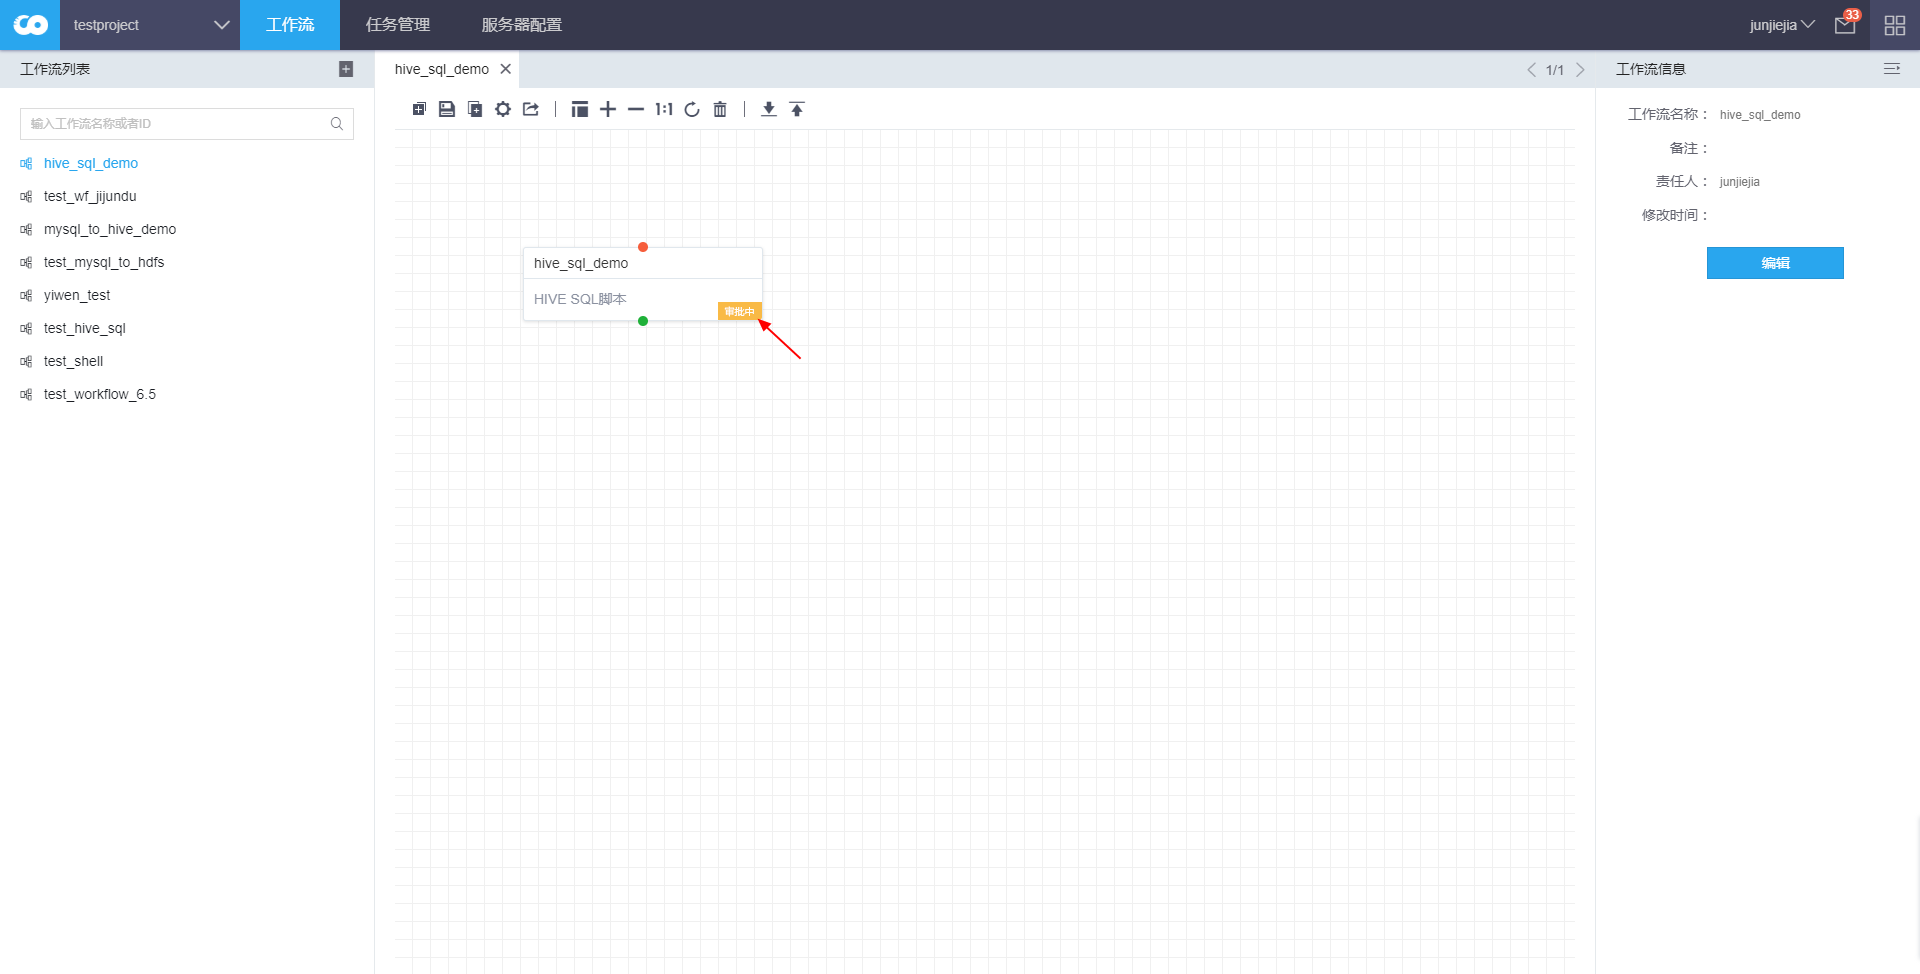 testproject
工作流
任务管理
服务器配置
junjiejia
33
工作流列表
输入工作流名称或者ID
hive_sql_demo
test_wf_jijundu
mysql_to_hive_demo
test_mysql_to_hdfs
yiwen_test
test_hive_sql
test_shell
test_workflow_6.5
hive_sql_demo
1/1
1:1
hive_sql_demo
HIVE SQL脚本
审批中
工作流信息
工作流名称： hive_sql_demo
备注：
责任人： junjiejia
修改时间：
编辑